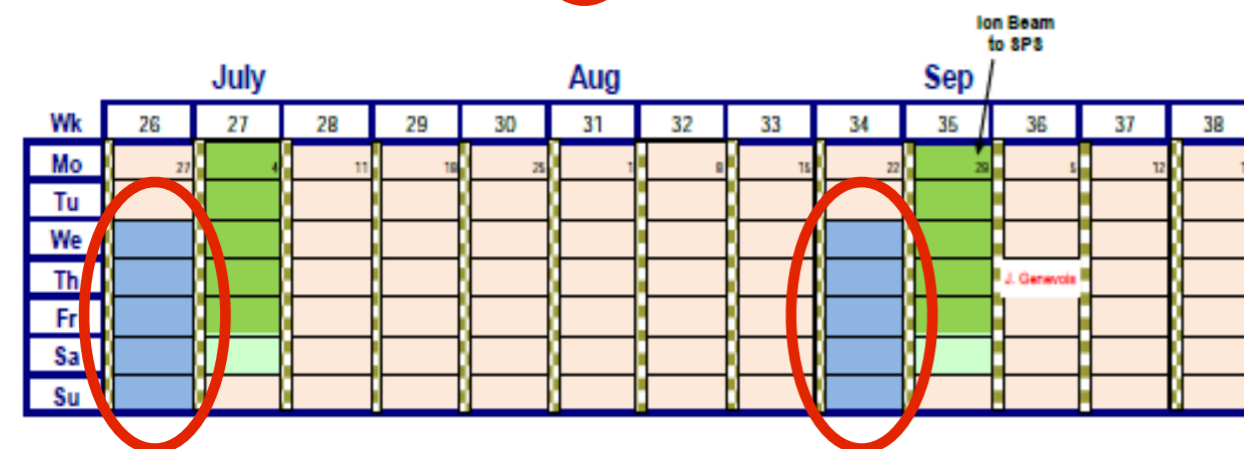 Ion Beam
to SPS
July Aug Sep
Wk 26 27 28 29 30 31 32 33 34 35 36 37 38
Mo 27 4 11 18 25 1 8 15 22 29 5 12
Tu
We
Th J. Genevois
Fr
Sa
Su